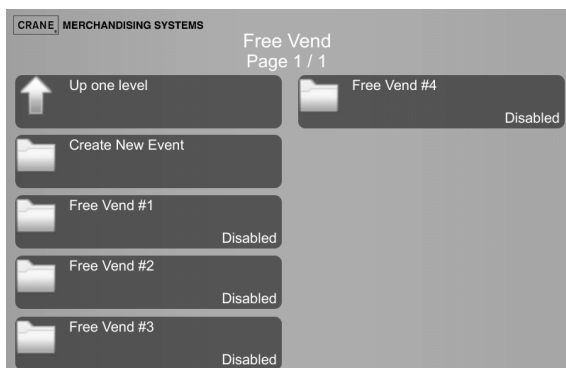 CRANE MERCHANDISING SYSTEMS
Free Vend
Page 1 / 1
Up one level
Create New Event
Free Vend #1
Disabled
Free Vend #2
Disabled
Free Vend #3
Disabled
Free Vend #4
Disabled